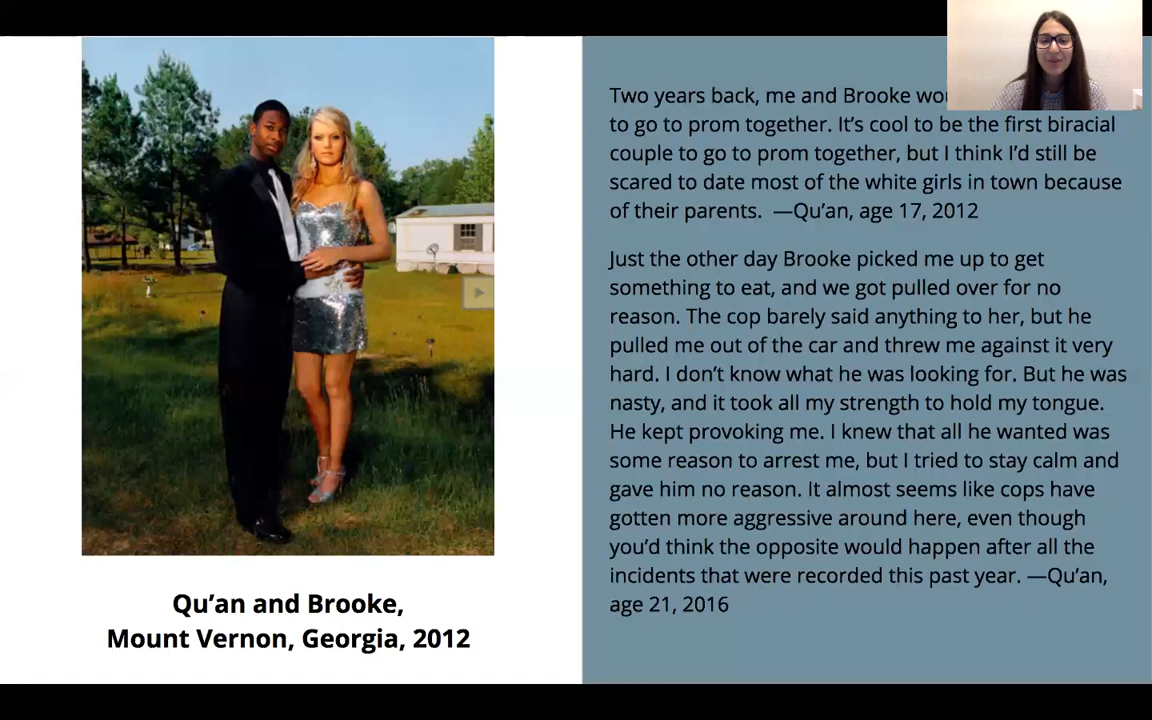 Two years back, me and Brooke
to go to prom together. It’s cool to be the first biracial
couple to go to prom together, but I think I’d still be
scared to date most of the white girls in town because
of their parents.  —Qu’an, age 17, 2012
Just the other day Brooke picked me up to get
something to eat, and we got pulled over for no
reason. The cop barely said anything to her, but he
pulled me out of the car and threw me against it very
hard. I don’t know what he was looking for. But he was
nasty, and it took all my strength to hold my tongue.
He kept provoking me. I knew that all he wanted was
some reason to arrest me, but I tried to stay calm and
gave him no reason. It almost seems like cops have
gotten more aggressive around here, even though
you’d think the opposite would happen after all the
incidents that were recorded this past year. —Qu’an,
age 21, 2016
Qu’an and Brooke,
Mount Vernon, Georgia, 2012